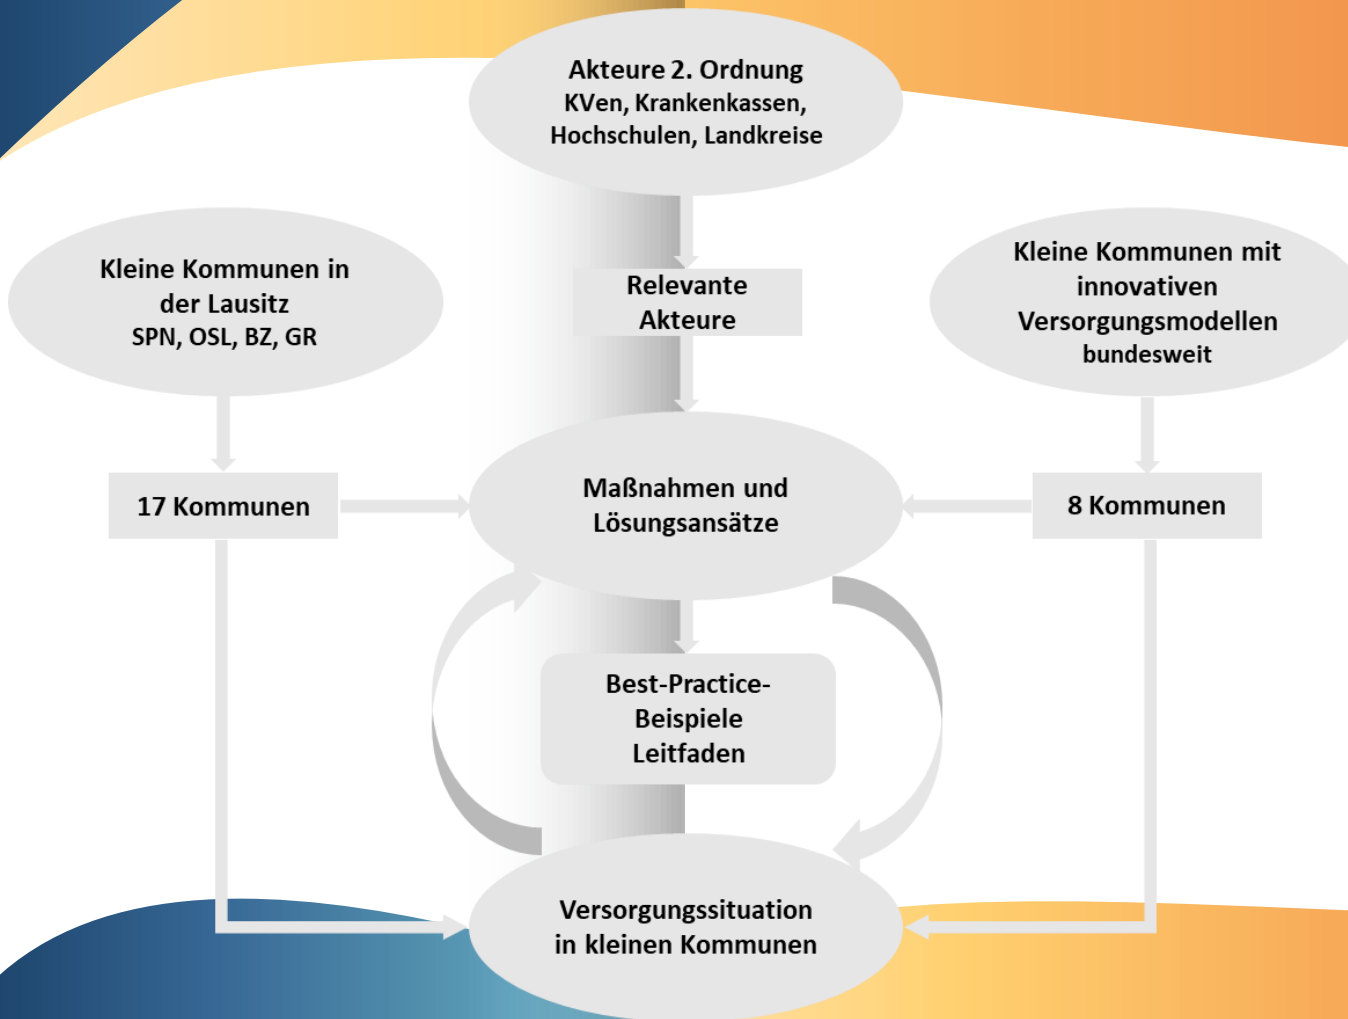 Akteure 2. Ordnung
KVen, Krankenkassen,
Hochschulen, Landkreise
Kleine Kommunen in
der Lausitz
SPN, OSL, BZ, GR
Relevante
Akteure
Kleine Kommunen mit
innovativen
Versorgungsmodellen
bundesweit
17 Kommunen
Maßnahmen und
Lösungsansätze
8 Kommunen
Best-Practice-
Beispiele
Leitfaden
Versorgungssituation
in kleinen Kommunen